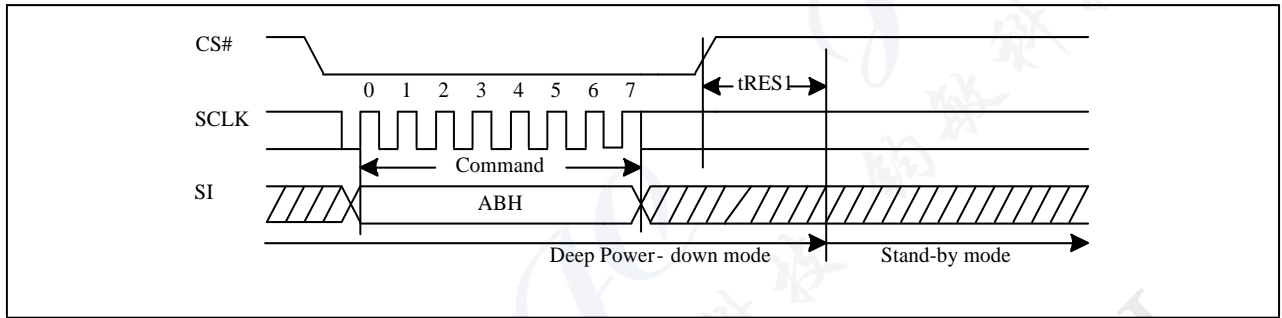 CS#
tRES1
0 1 2 3 4 5 6 7
SCLK
Command
SI
ABH
Deep Power- down mode
Stand-by mode